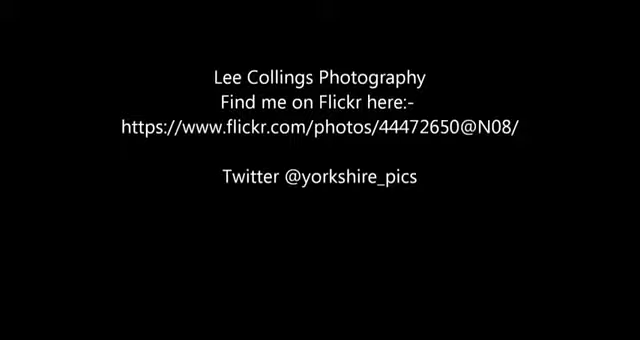 Lee Collings Photography
Find me on Flickr here:-
https://www.flickr.com/photos/44472650@N08/
Twitter @yorkshire_pics